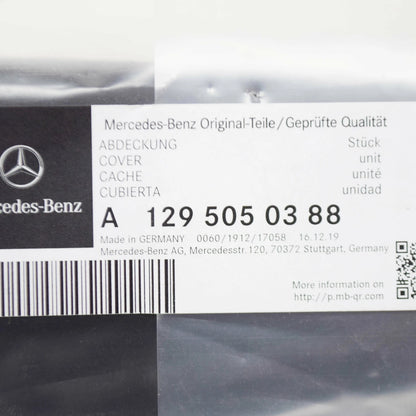 Mercedes-Benz Original-Teile/Geprüfte Qualität
ABDECKUNG Stück
COVER unit
CACHE unité
CUBIERTA unidad
cedes-Benz
A 129 505 03 88
Made in GERMANY 0060/1912/17058 16.12.19
Mercedes-Benz AG, Mercedesstr.120, 70372 Stuttgart, Germany
More information on
http://p.mb-qr.com